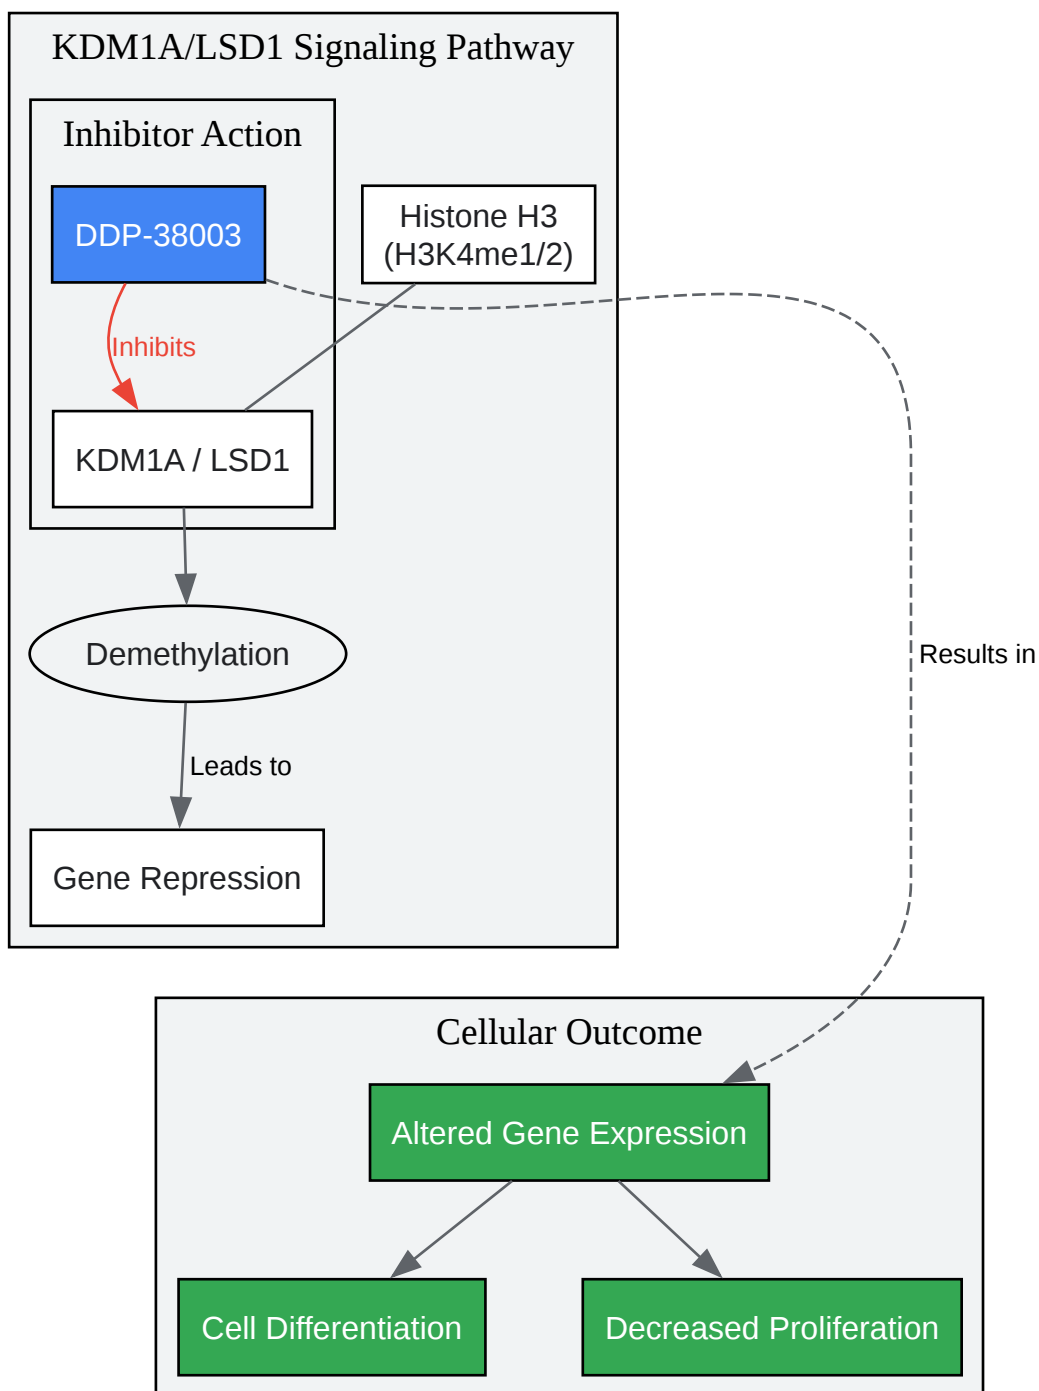 KDM1A/LSD1 Signaling Pathway
Inhibitor Action
DDP-38003
Histone H3
(H3K4me1/2)
Inhibits
KDM1A / LSD1
Demethylation
Results in
Leads to
Gene Repression
Cellular Outcome
Altered Gene Expression
Cell Differentiation
Decreased Proliferation